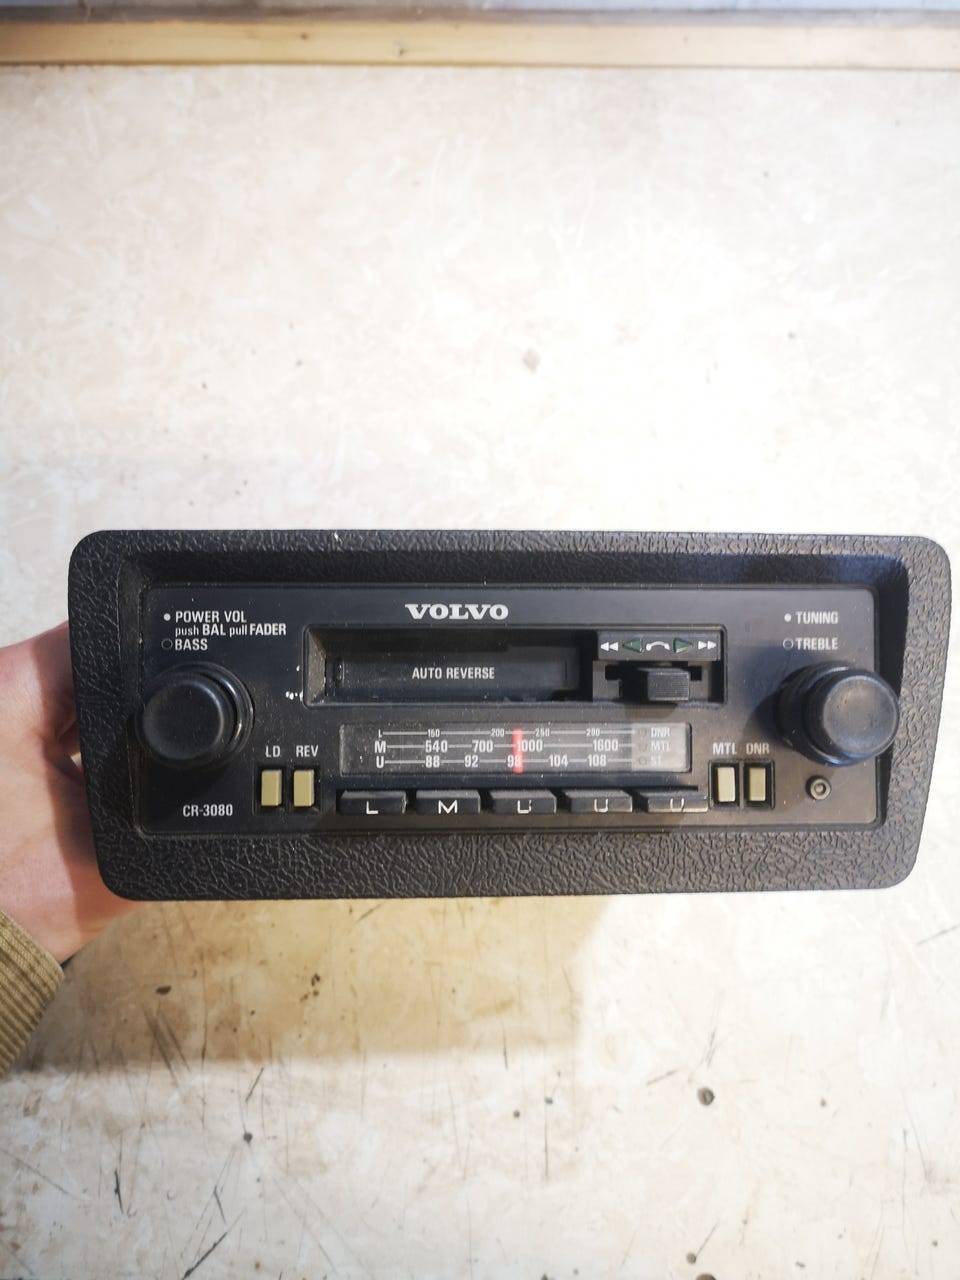 VOLVO
POWER VOL
push BAL pull FADER
BASS
TUNING
TREBLE
AUTO REVERSE
L 150 200 250 280 DNR
M 540 700 1000 1600 MTL
U 88 92 98 104 108 ST
LD REV
MTL DNR
L M U U U
CR-3080